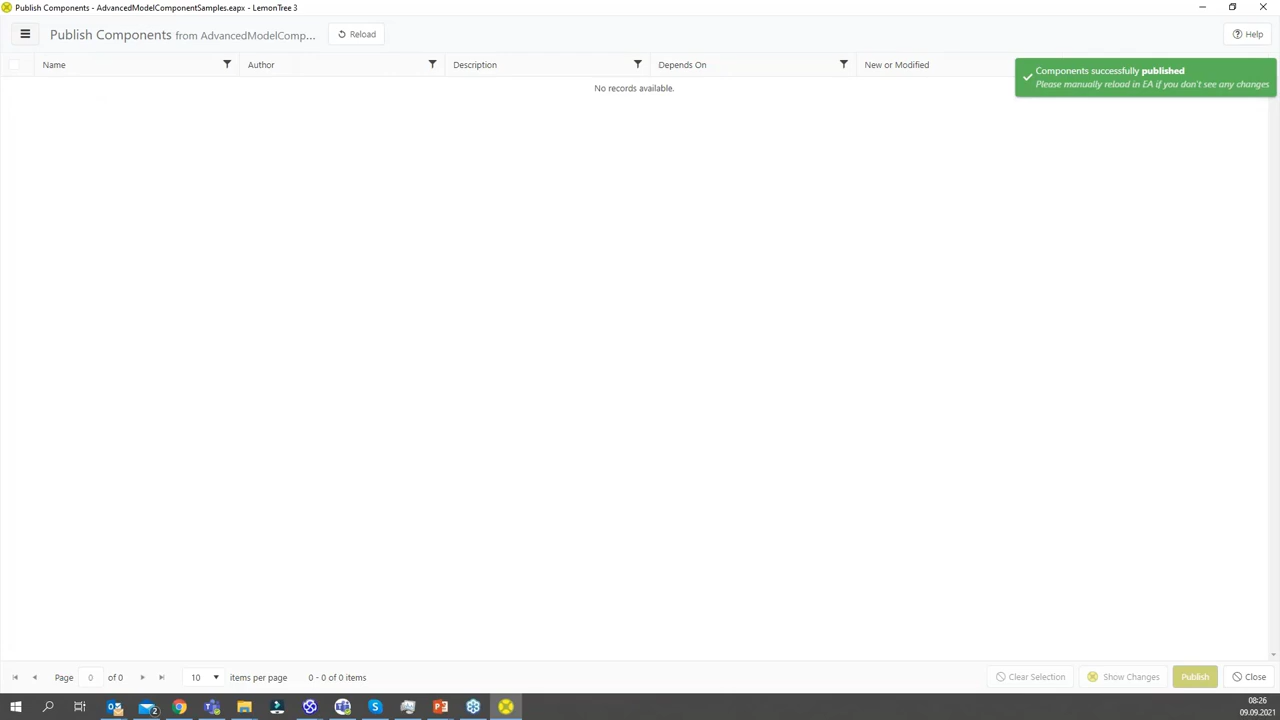 Publish Components - AdvancedModelComponentSamples.eapx - LemonTree 3
Publish Components from AdvancedModelComp...
Reload
Help
Name
Author
Description
Depends On
New or Modified
Components successfully published
Please manually reload in EA if you don't see any changes
No records available.
Page 0 of 0
10 items per page
0 - 0 of 0 items
Clear Selection
Show Changes
Publish
Close
2
08:26
09.09.2021